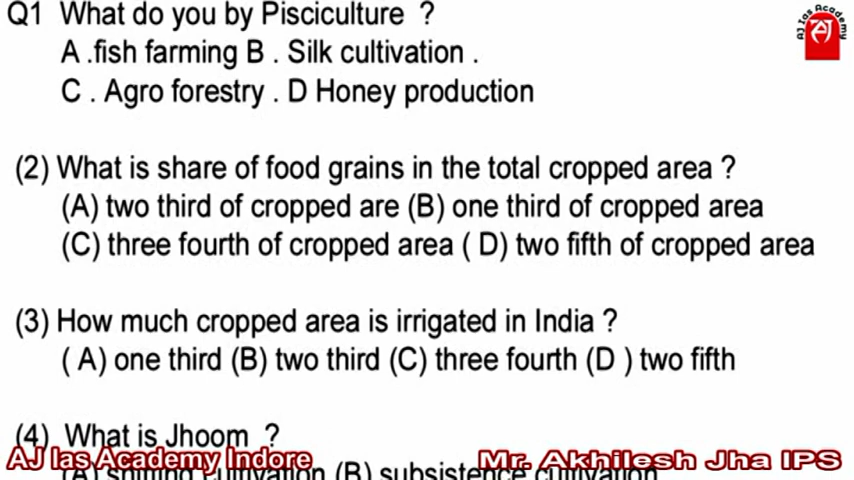 Q1 What do you by Pisciculture ?
A .fish farming B . Silk cultivation .
C . Agro forestry . D Honey production
(2) What is share of food grains in the total cropped area ?
(A) two third of cropped are (B) one third of cropped area
(C) three fourth of cropped area ( D) two fifth of cropped area
(3) How much cropped area is irrigated in India ?
( A) one third (B) two third (C) three fourth (D ) two fifth
(4) What is Jhoom ?
(A) shifting cultivation (B) subsistence cultivation
AJ Ias Academy Indore
Mr. Akhilesh Jha IPS
AJ Ias Academy